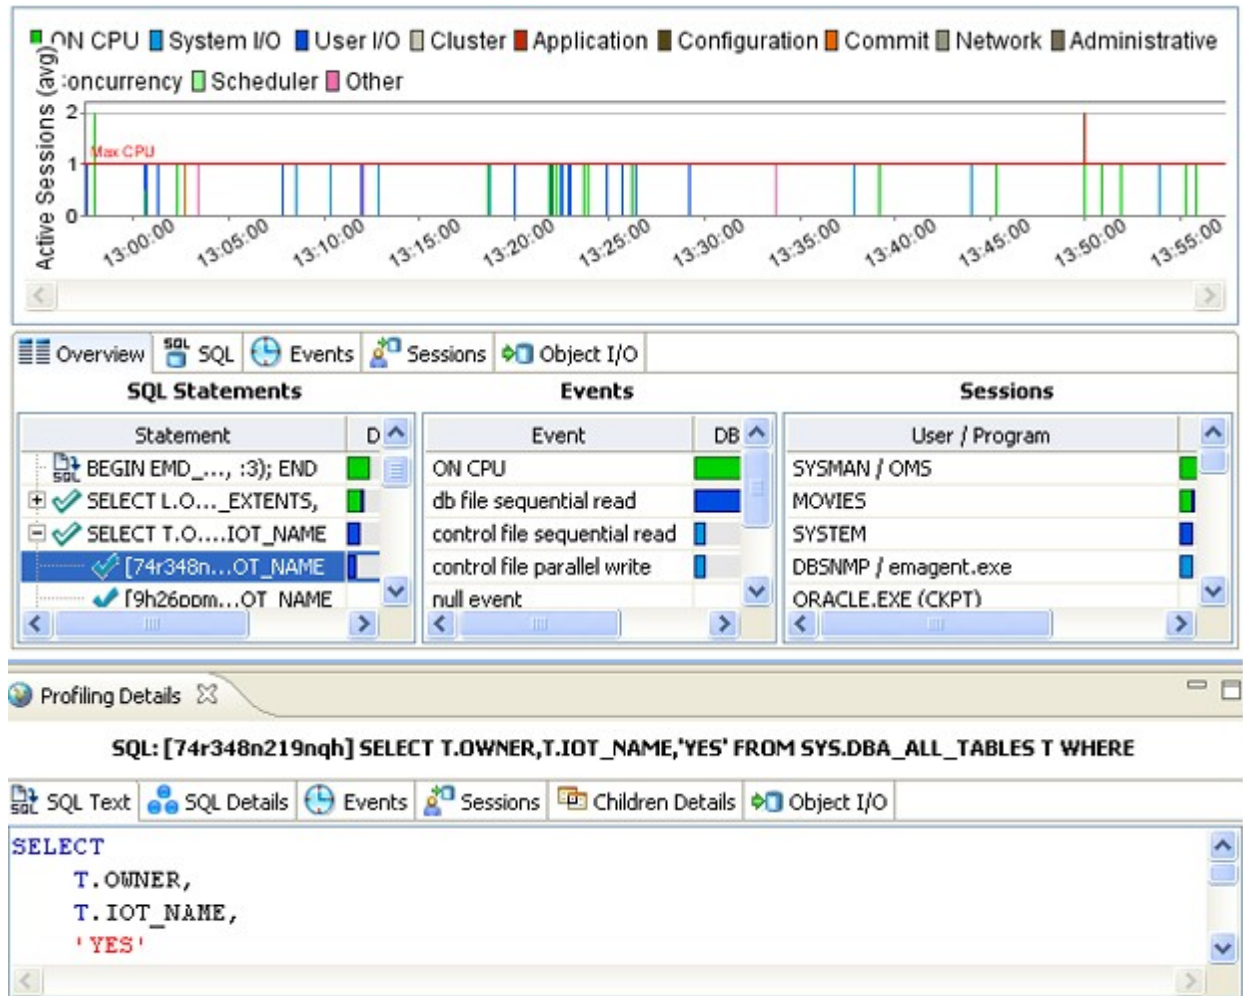 ON CPU System I/O User I/O Cluster Application Configuration Commit Network Administrative
oncurrency Scheduler Other
Active Sessions (avg)
2
Max CPU
1
0
13:00:00 13:05:00 13:10:00 13:15:00 13:20:00 13:25:00 13:30:00 13:35:00 13:40:00 13:45:00 13:50:00 13:55:00
Overview SQL SQL Events Sessions Object I/O
SQL Statements Events Sessions
Statement D Event DB User / Program
SQL BEGIN EMD_..., :3); END ON CPU SYSMAN / OMS
SELECT L.O..._EXTENTS, db file sequential read MOVIES
SELECT T.O....IOT_NAME control file sequential read SYSTEM
[74r348n...OT_NAME control file parallel write DBSNMP / emagent.exe
[9h26ppm...OT_NAME null event ORACLE.EXE (CKPT)
Profiling Details
SQL: [74r348n219nqh] SELECT T.OWNER,T.IOT_NAME,'YES' FROM SYS.DBA_ALL_TABLES T WHERE
SQL SQL Text SQL Details Events Sessions Children Details Object I/O
SELECT
T.OWNER,
T.IOT_NAME,
'YES'